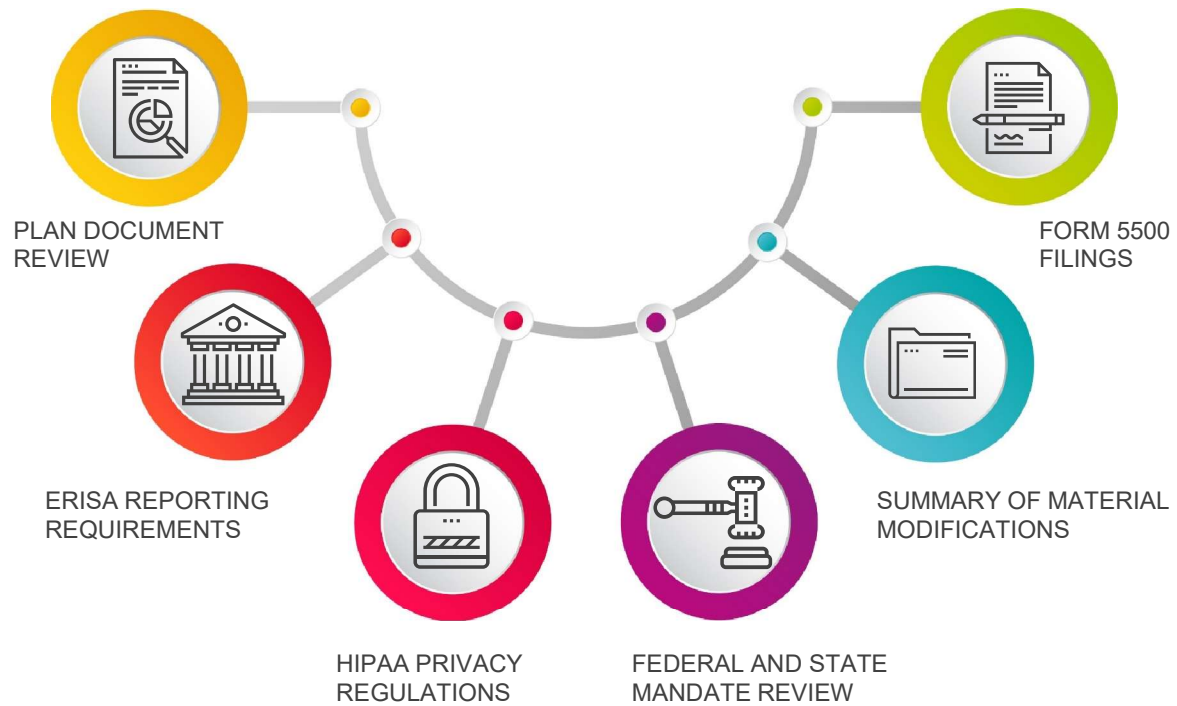 PLAN DOCUMENT
REVIEW
ERISA REPORTING
REQUIREMENTS
HIPAA PRIVACY
REGULATIONS
FEDERAL AND STATE
MANDATE REVIEW
SUMMARY OF MATERIAL
MODIFICATIONS
FORM 5500
FILINGS